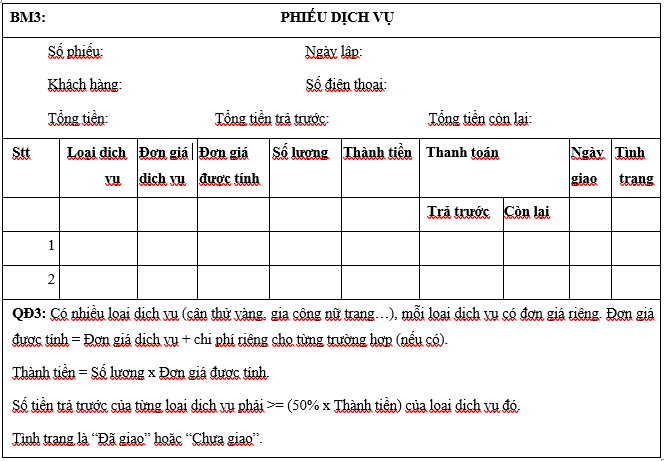 BM3: PHIẾU DỊCH VỤ
Số phiếu: Ngày lập:
Khách hàng: Số điện thoại:
Tổng tiền: Tổng tiền trả trước: Tổng tiền còn lại:
Stt Loại dịch vụ Đơn giá dịch vụ Đơn giá được tính Số lượng Thành tiền Thanh toán Ngày giao Tình trạng
Trả trước Còn lại
1
2
QĐ3: Có nhiều loại dịch vụ (cân thử vàng, gia công nữ trang…), mỗi loại dịch vụ có đơn giá riêng. Đơn giá
được tính = Đơn giá dịch vụ + chi phí riêng cho từng trường hợp (nếu có).
Thành tiền = Số lượng x Đơn giá được tính.
Số tiền trả trước của từng loại dịch vụ phải >= (50% x Thành tiền) của loại dịch vụ đó.
Tình trạng là “Đã giao” hoặc “Chưa giao”.